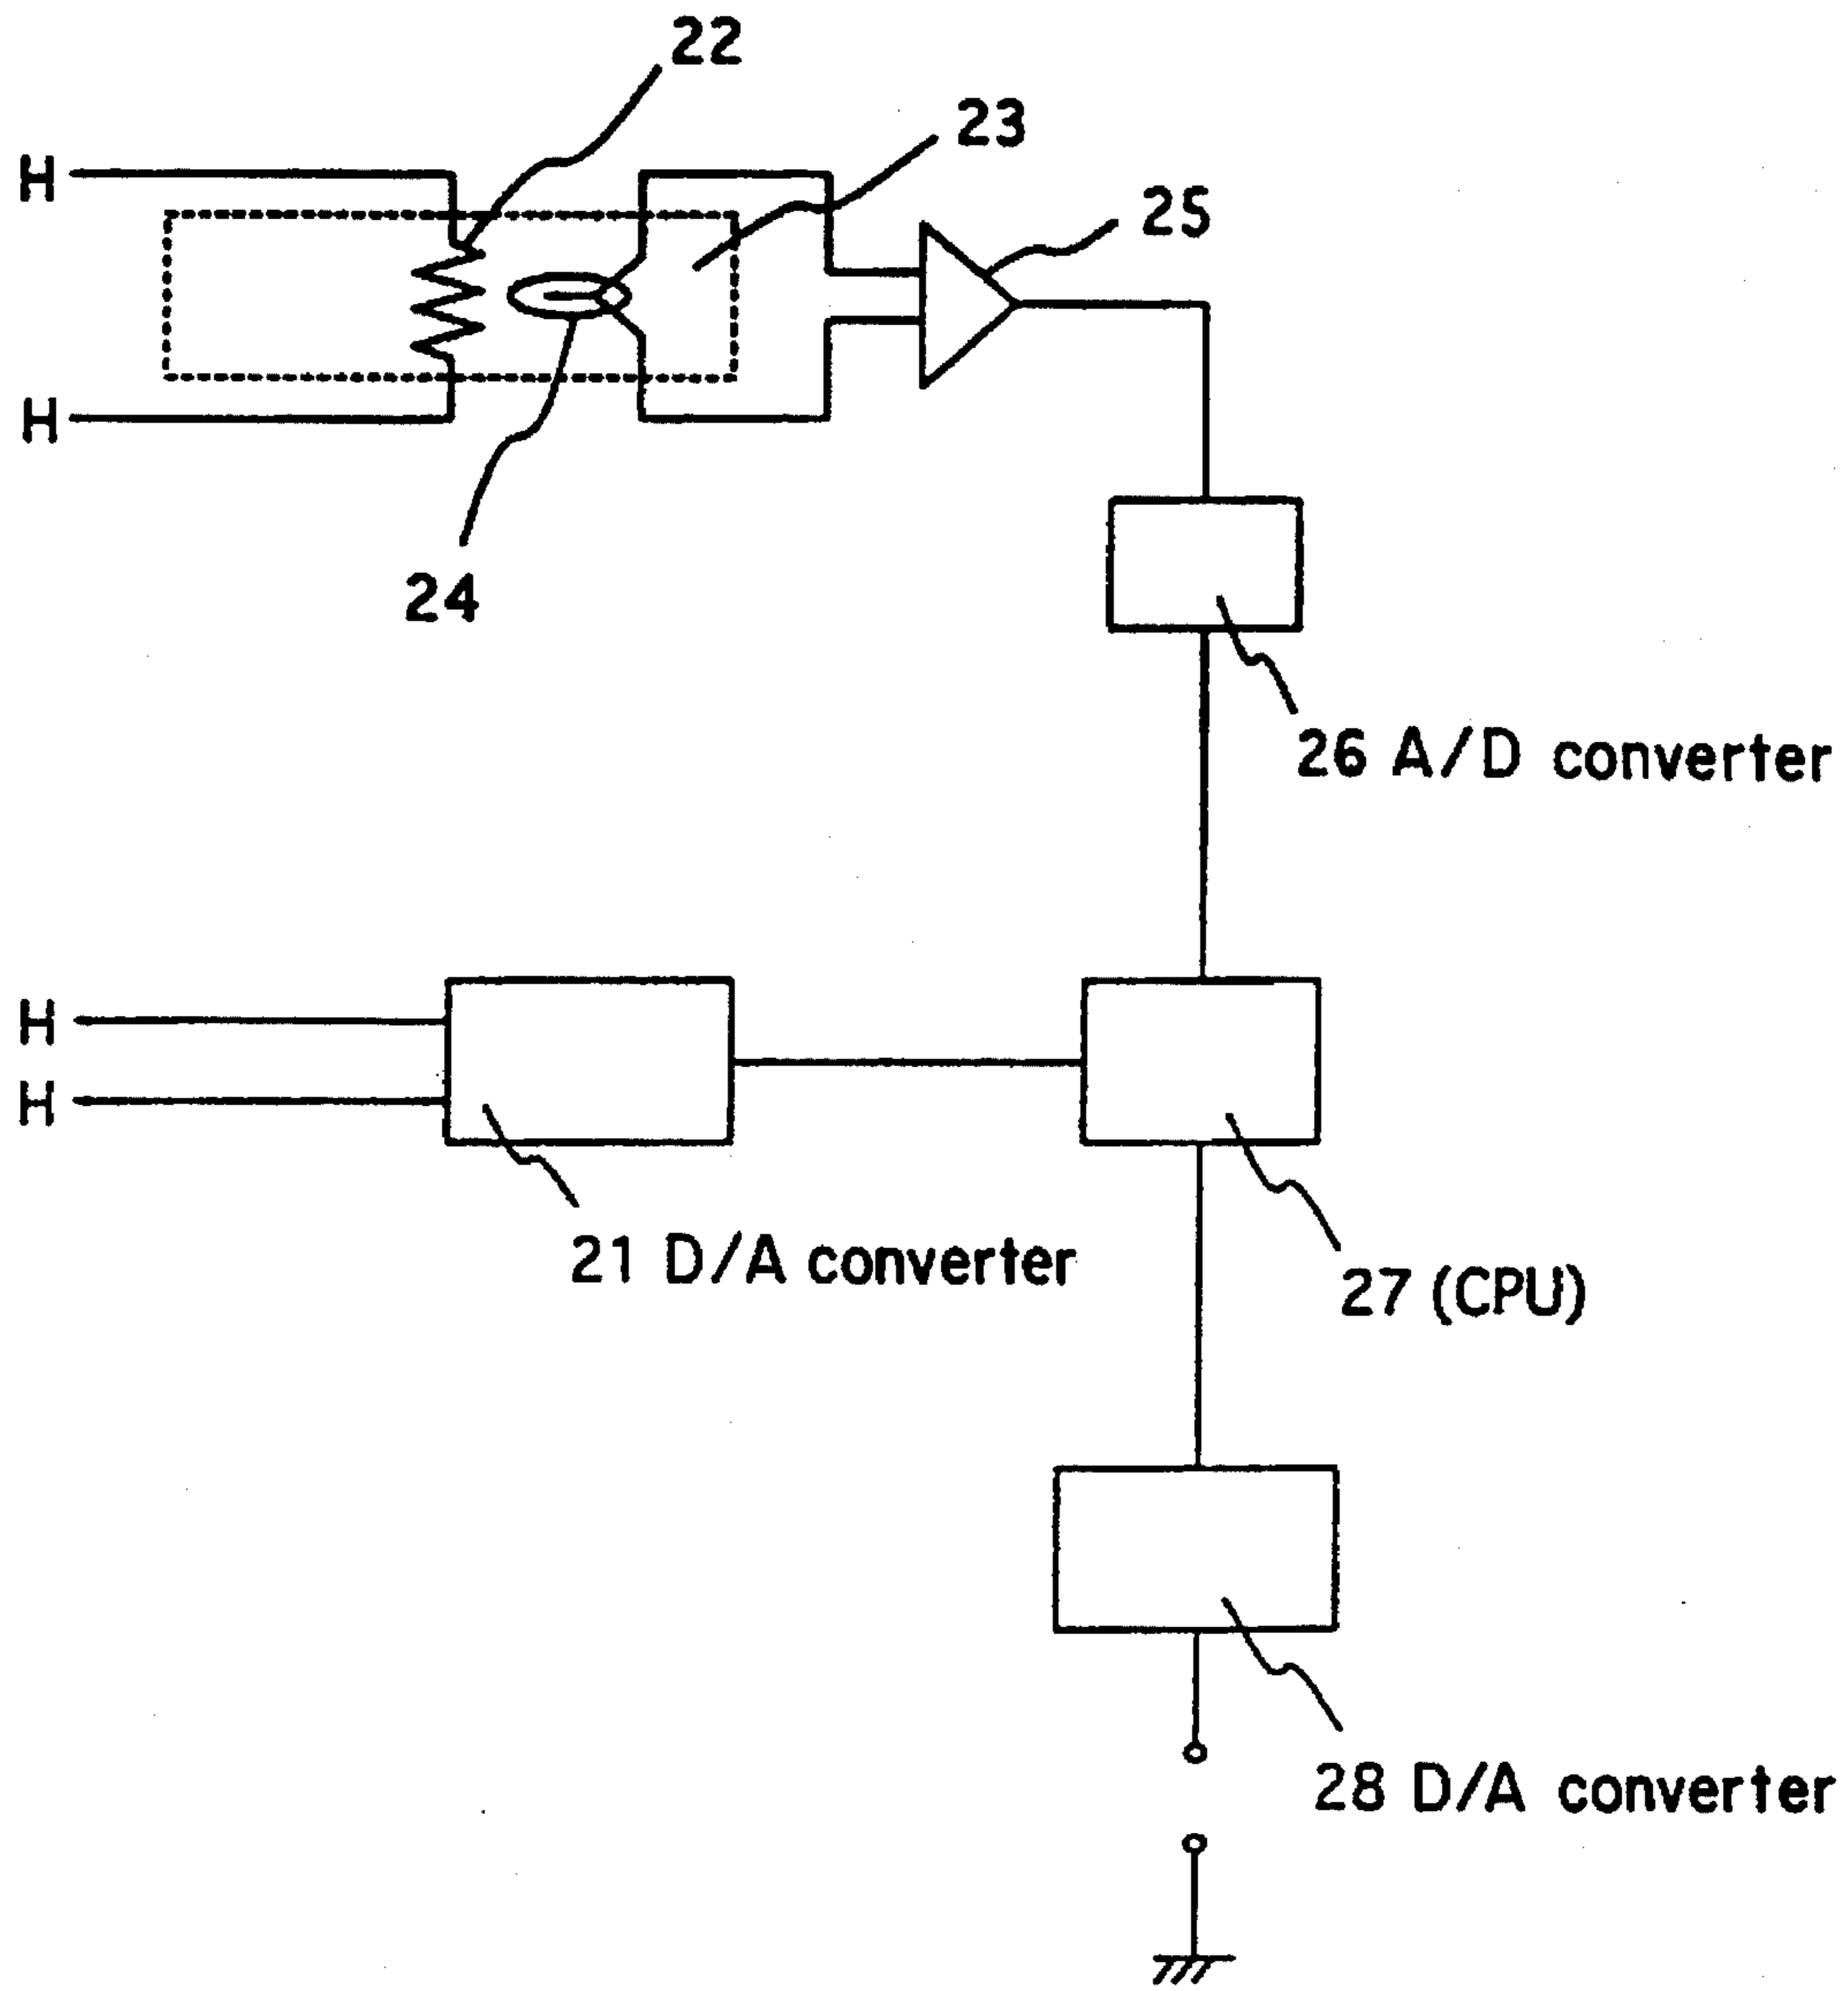 22
23
H
25
H
24
26 A/D converter
H
H
21 D/A converter
27 (CPU)
28 D/A converter